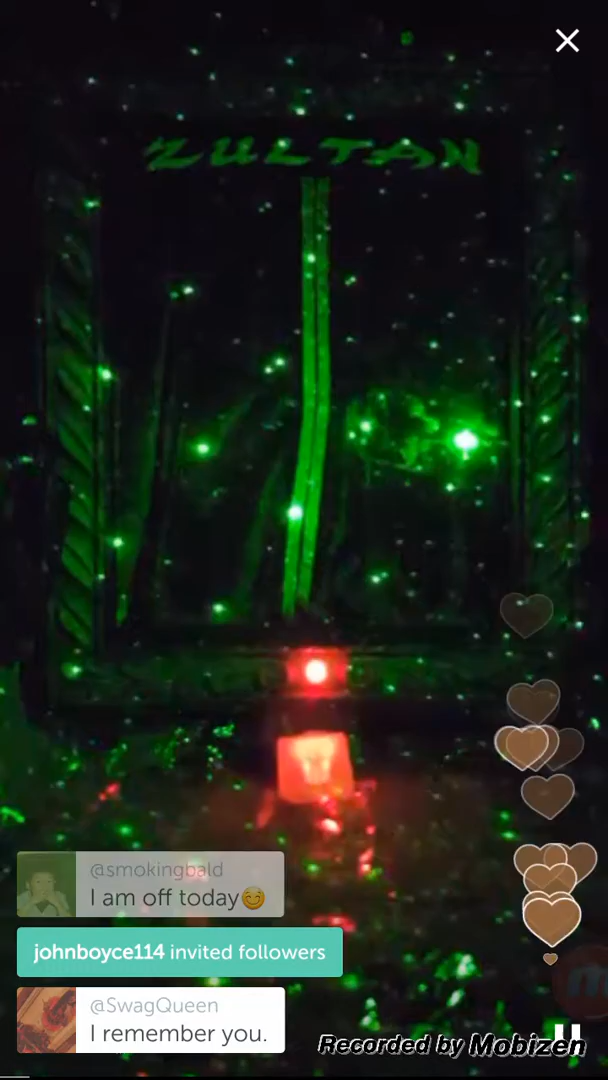 ZULTAN
@smokingbald
I am off today😊
johnboyce114 invited followers
@SwagQueen
I remember you.
Recorded by Mobizen